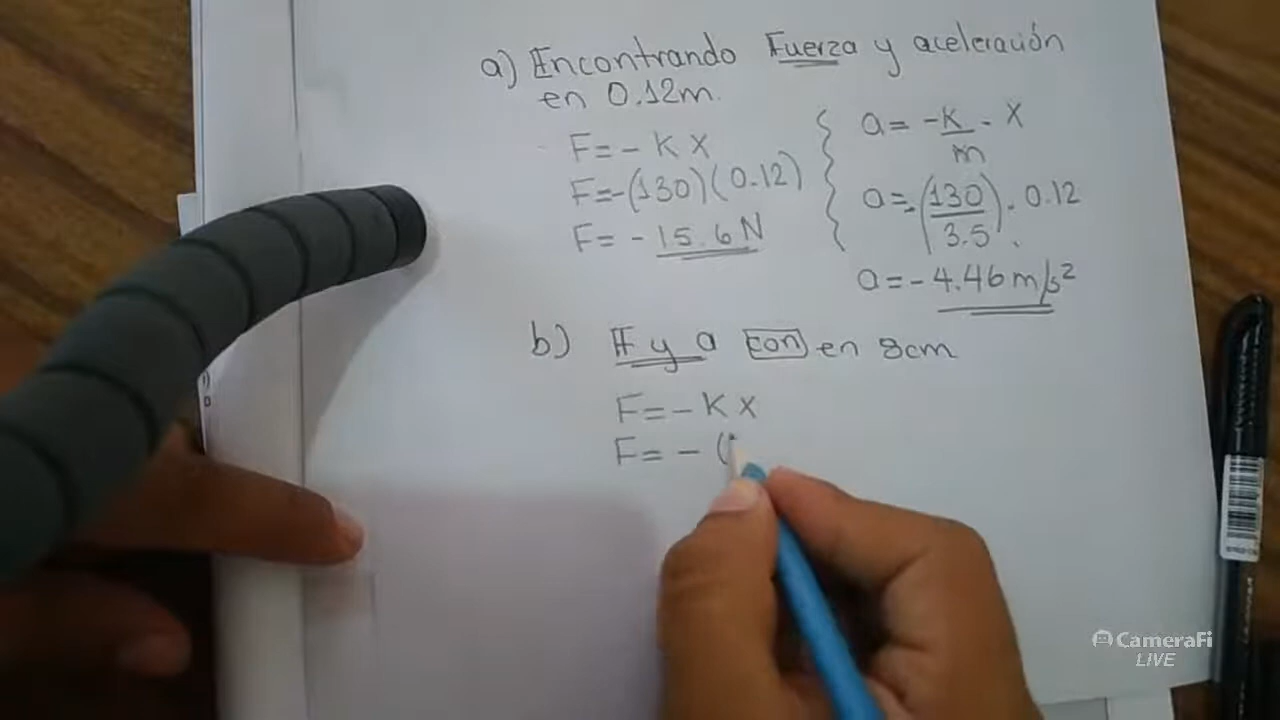 a) Encontrando Fuerza y aceleración
en 0.12m.
F = - K x
F = -(130)(0.12)
F = - 15.6 N
a = -K/m · x
a = -(130/3.5) · 0.12
a = - 4.46 m/s²
b) F y a con en 8cm
F = - K x
F = - (
CameraFi
LIVE